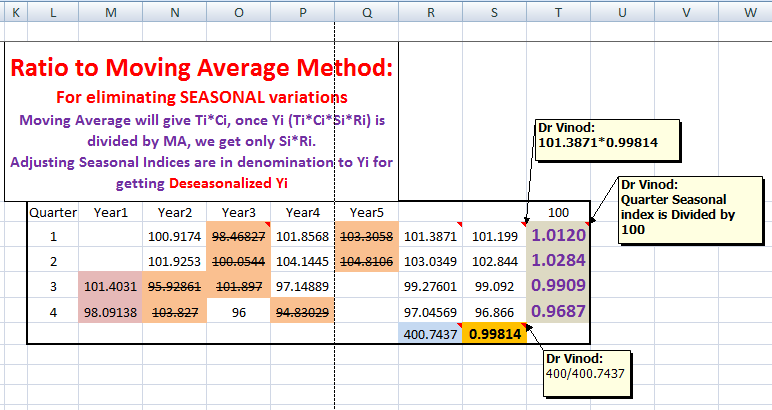 K L M N O P Q R S T U V W
Ratio to Moving Average Method:
For eliminating SEASONAL variations
Moving Average will give Ti*Ci, once Yi (Ti*Ci*Si*Ri) is
divided by MA, we get only Si*Ri.
Adjusting Seasonal Indices are in denomination to Yi for
getting Deseasonalized Yi
Dr Vinod:
101.3871*0.99814
Dr Vinod:
Quarter Seasonal
index is Divided by
100
Quarter Year1 Year2 Year3 Year4 Year5 100
1 100.9174 98.46827 101.8568 103.3058 101.3871 101.199 1.0120
2 101.9253 100.0544 104.1445 104.8106 103.0349 102.844 1.0284
3 101.4031 95.92861 101.897 97.14889 99.27601 99.092 0.9909
4 98.09138 103.827 96 94.83029 97.04569 96.866 0.9687
400.7437 0.99814
Dr Vinod:
400/400.7437